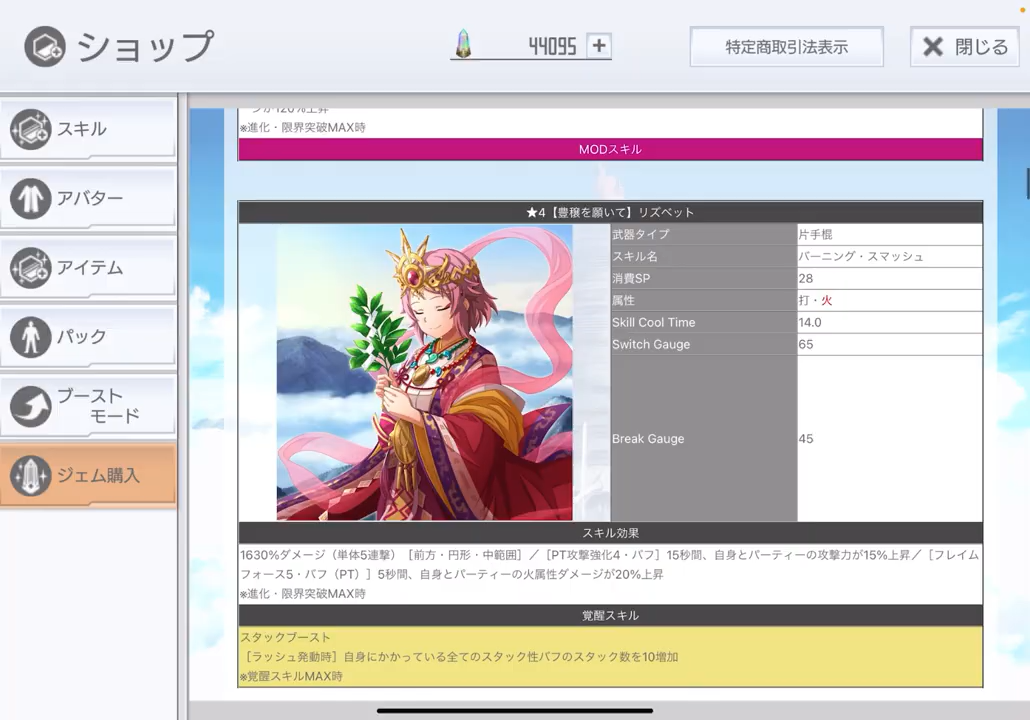 ショップ
44095
特定商取引法表示
閉じる
スキル
アバター
アイテム
パック
ブースト
モード
ジェム購入
※進化・限界突破MAX時
MODスキル
★4【豊穣を願いて】リズベット
武器タイプ 片手棍
スキル名 バーニング・スマッシュ
消費SP 28
属性 打・火
Skill Cool Time 14.0
Switch Gauge 65
Break Gauge 45
スキル効果
1630%ダメージ（単体5連撃）［前方・円形・中範囲］／［PT攻撃強化4・バフ］15秒間、自身とパーティーの攻撃力が15%上昇／［フレイム
フォース5・バフ（PT）］5秒間、自身とパーティーの火属性ダメージが20%上昇
※進化・限界突破MAX時
覚醒スキル
スタックブースト
［ラッシュ発動時］自身にかかっている全てのスタック性バフのスタック数を10増加
※覚醒スキルMAX時